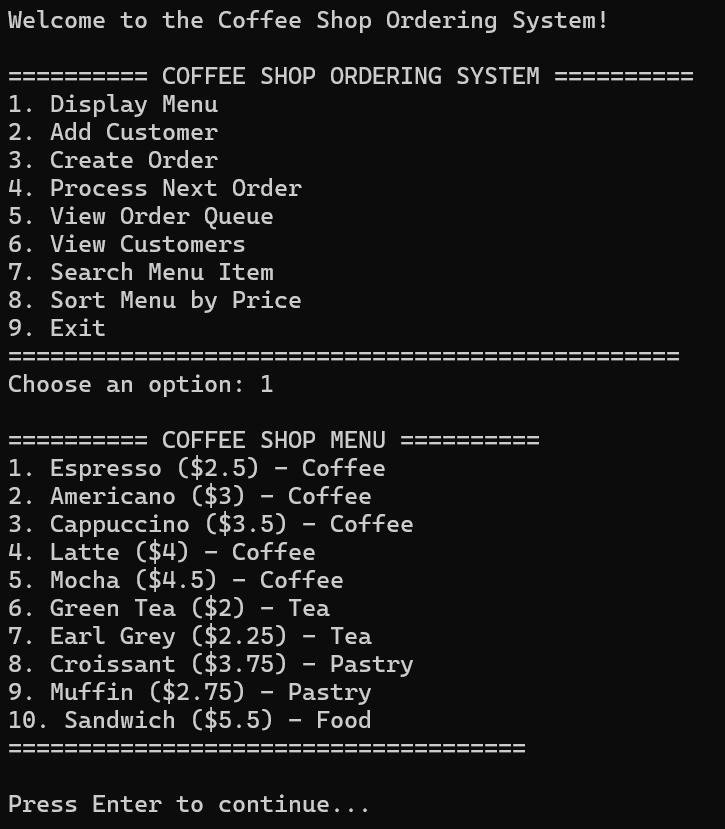 Welcome to the Coffee Shop Ordering System!
========== COFFEE SHOP ORDERING SYSTEM ==========
1. Display Menu
2. Add Customer
3. Create Order
4. Process Next Order
5. View Order Queue
6. View Customers
7. Search Menu Item
8. Sort Menu by Price
9. Exit
================================================
Choose an option: 1
========== COFFEE SHOP MENU ==========
1. Espresso ($2.5) - Coffee
2. Americano ($3) - Coffee
3. Cappuccino ($3.5) - Coffee
4. Latte ($4) - Coffee
5. Mocha ($4.5) - Coffee
6. Green Tea ($2) - Tea
7. Earl Grey ($2.25) - Tea
8. Croissant ($3.75) - Pastry
9. Muffin ($2.75) - Pastry
10. Sandwich ($5.5) - Food
=====================================
Press Enter to continue...